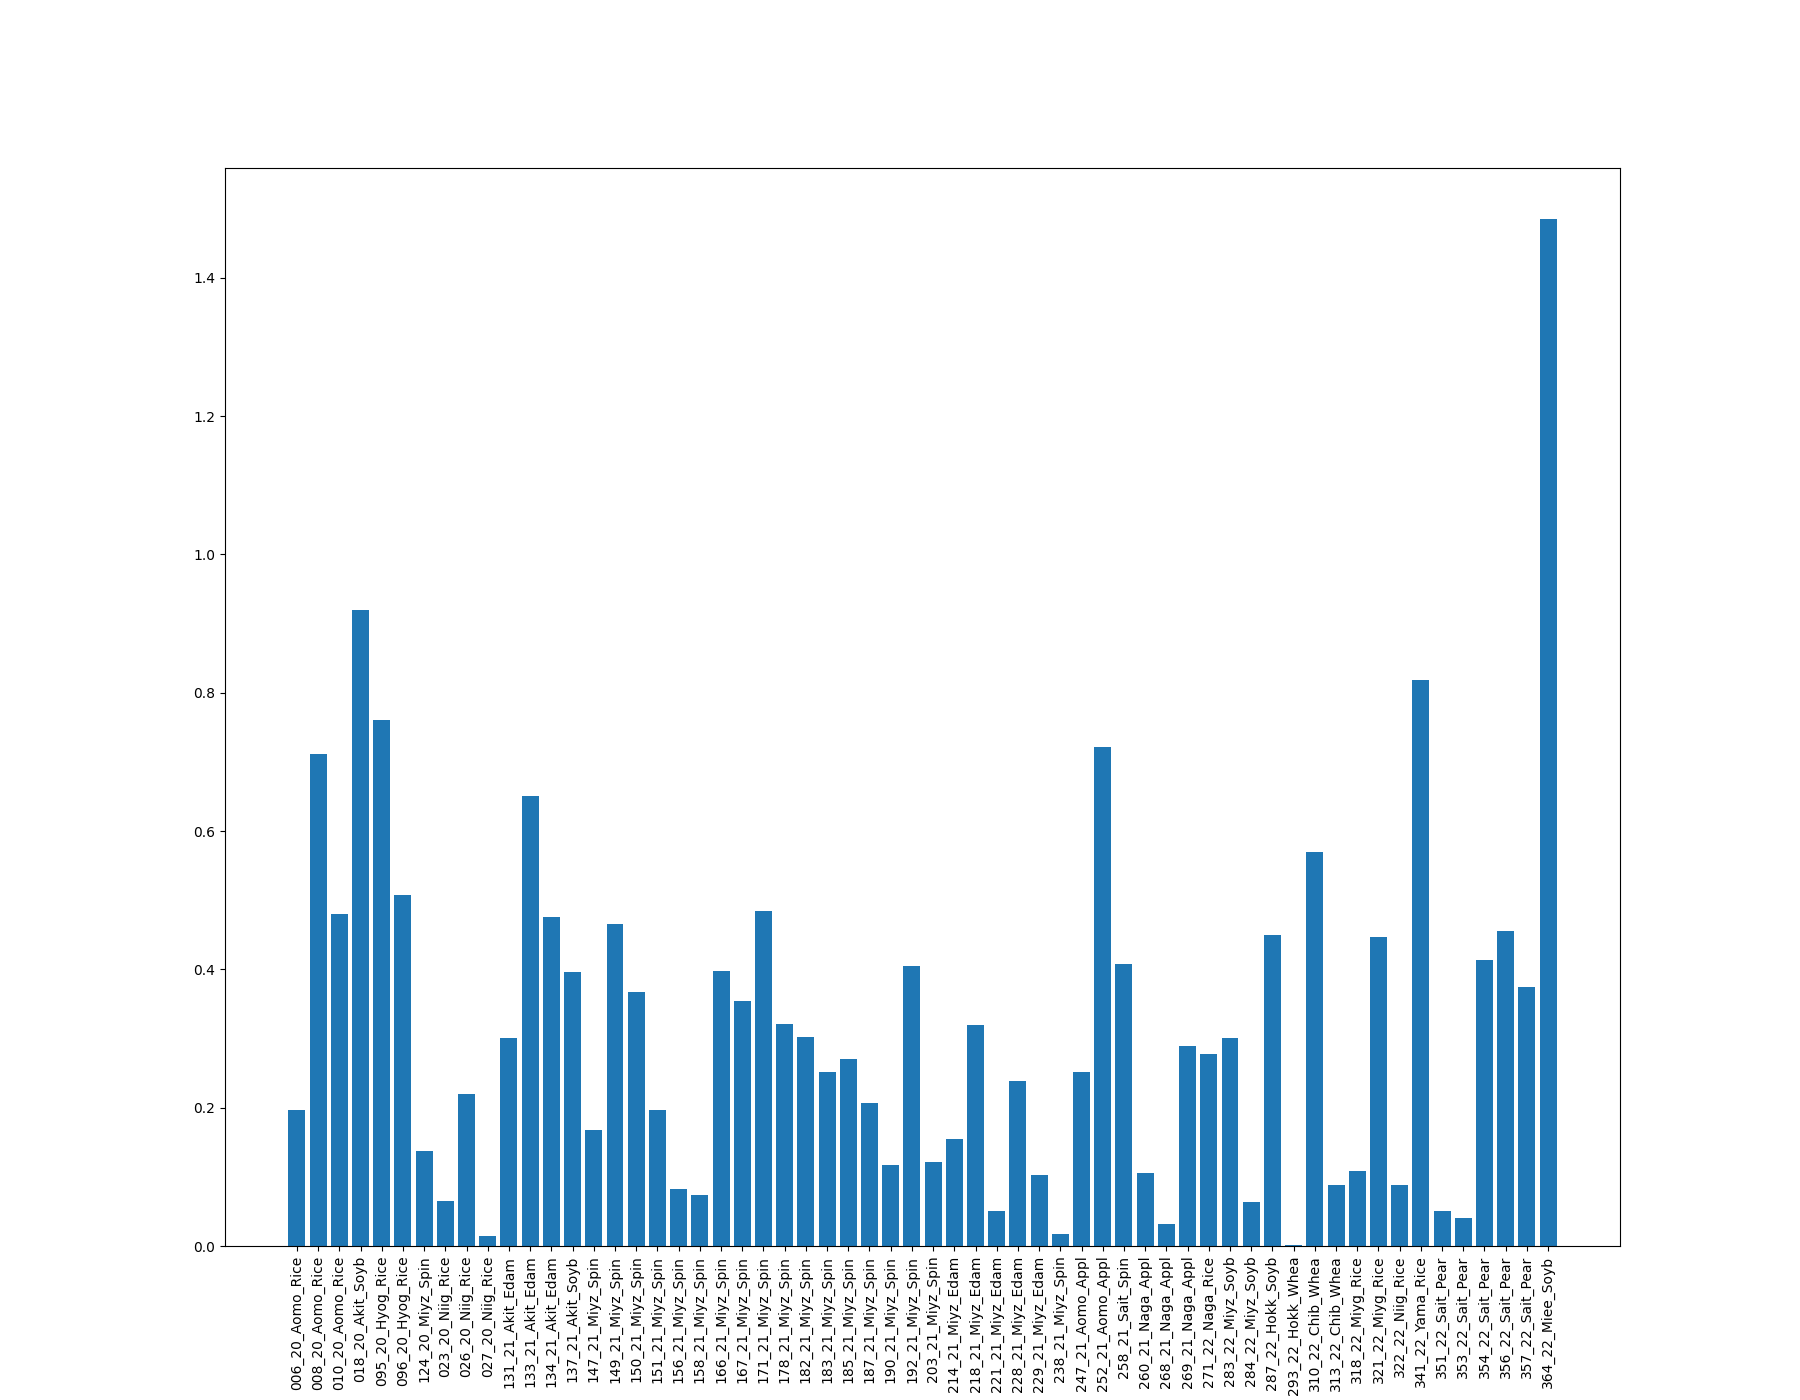 1.4
1.2
1.0
0.8
0.6
0.4
0.2
0.0
006_20_Aomo_Rice
008_20_Aomo_Rice
010_20_Aomo_Rice
018_20_Akit_Soyb
095_20_Hyog_Rice
096_20_Hyog_Rice
124_20_Miyz_Spin
023_20_Niig_Rice
026_20_Niig_Rice
027_20_Niig_Rice
131_21_Akit_Edam
133_21_Akit_Edam
134_21_Akit_Edam
137_21_Akit_Soyb
147_21_Miyz_Spin
149_21_Miyz_Spin
150_21_Miyz_Spin
151_21_Miyz_Spin
156_21_Miyz_Spin
158_21_Miyz_Spin
166_21_Miyz_Spin
167_21_Miyz_Spin
171_21_Miyz_Spin
178_21_Miyz_Spin
182_21_Miyz_Spin
183_21_Miyz_Spin
185_21_Miyz_Spin
187_21_Miyz_Spin
190_21_Miyz_Spin
192_21_Miyz_Spin
203_21_Miyz_Spin
214_21_Miyz_Edam
218_21_Miyz_Edam
221_21_Miyz_Edam
228_21_Miyz_Edam
229_21_Miyz_Edam
238_21_Miyz_Spin
247_21_Aomo_Appl
252_21_Aomo_Appl
258_21_Sait_Spin
260_21_Naga_Appl
268_21_Naga_Appl
269_21_Naga_Appl
271_22_Naga_Rice
283_22_Miyz_Soyb
284_22_Miyz_Soyb
287_22_Hokk_Soyb
293_22_Hokk_Whea
310_22_Chib_Whea
313_22_Chib_Whea
318_22_Miyg_Rice
321_22_Miyg_Rice
322_22_Niig_Rice
341_22_Yama_Rice
351_22_Sait_Pear
353_22_Sait_Pear
354_22_Sait_Pear
356_22_Sait_Pear
357_22_Sait_Pear
364_22_Miee_Soyb